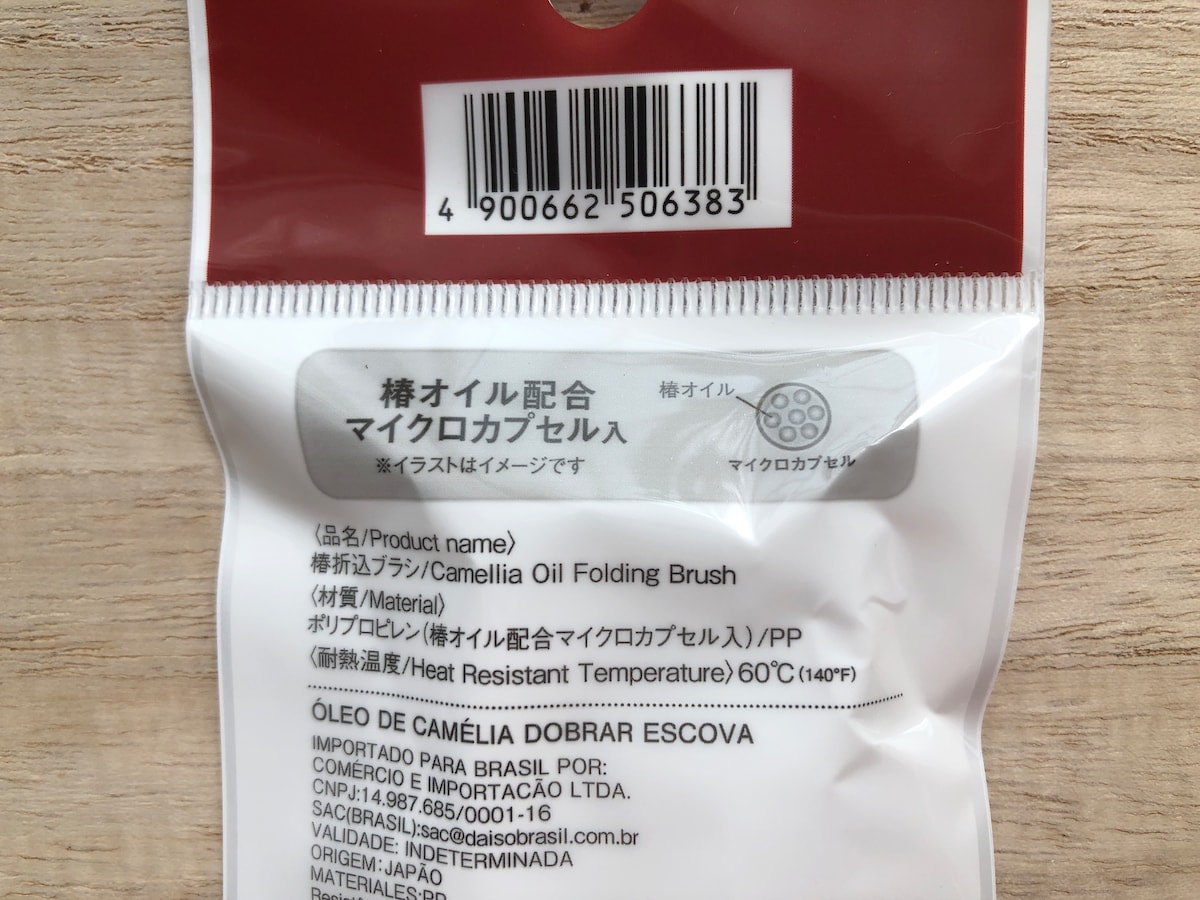 4 900662 506383
椿オイル配合
マイクロカプセル入
※イラストはイメージです
椿オイル
マイクロカプセル
〈品名/Product name〉
椿折込ブラシ/Camellia Oil Folding Brush
〈材質/Material〉
ポリプロピレン(椿オイル配合マイクロカプセル入)/PP
〈耐熱温度/Heat Resistant Temperature〉60℃(140°F)
ÓLEO DE CAMÉLIA DOBRAR ESCOVA
IMPORTADO PARA BRASIL POR:
COMÉRCIO E IMPORTACÃO LTDA.
CNPJ:14.987.685/0001-16
SAC(BRASIL):sac@daisobrasil.com.br
VALIDADE: INDETERMINADA
ORIGEM:JAPÃO
MATERIALES:PP